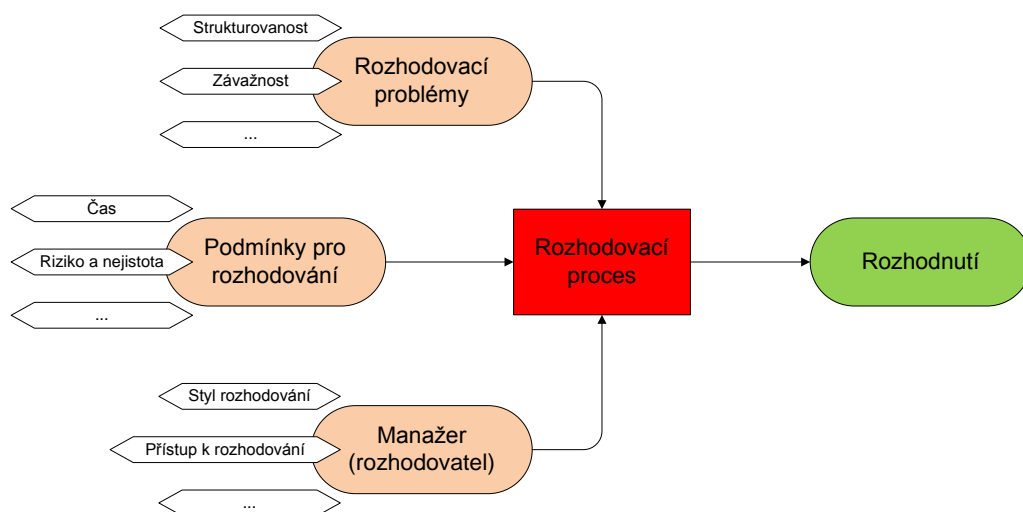 Strukturovanost
Závažnost
...
Rozhodovací
problémy
Čas
Riziko a nejistota
...
Podmínky pro
rozhodování
Rozhodovací
proces
Rozhodnutí
Styl rozhodování
Přístup k rozhodování
...
Manažer
(rozhodovatel)